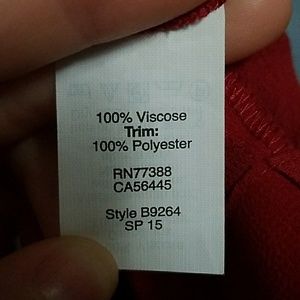 100% Viscose
Trim:
100% Polyester
RN77388
CA56445
Style B9264
SP 15